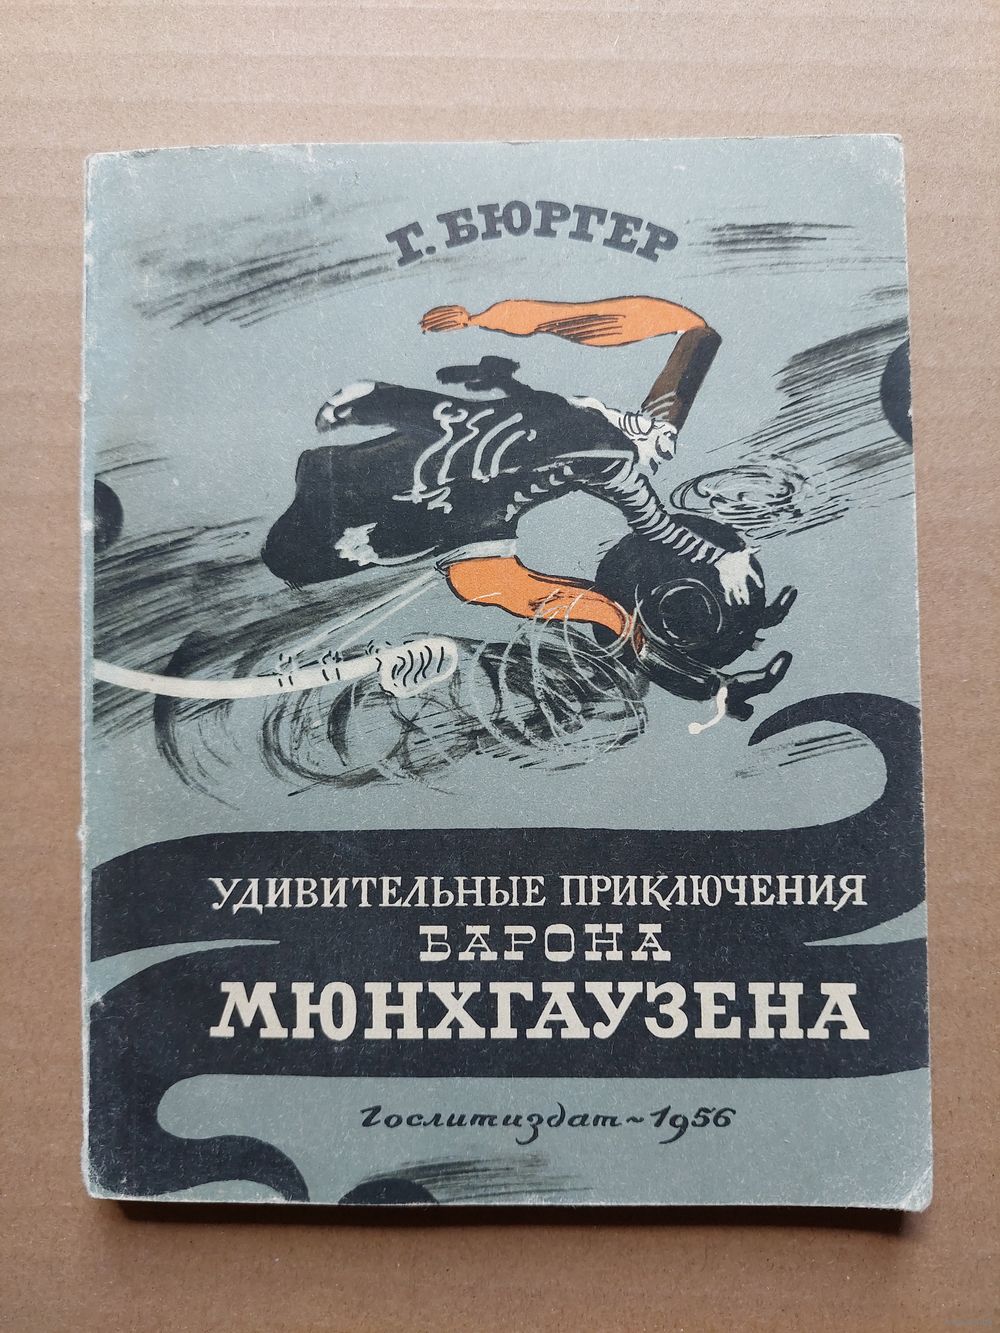 Г. БЮРГЕР
УДИВИТЕЛЬНЫЕ ПРИКЛЮЧЕНИЯ
БАРОНА
МЮНХГАУЗЕНА
Гослитиздат ~ 1956